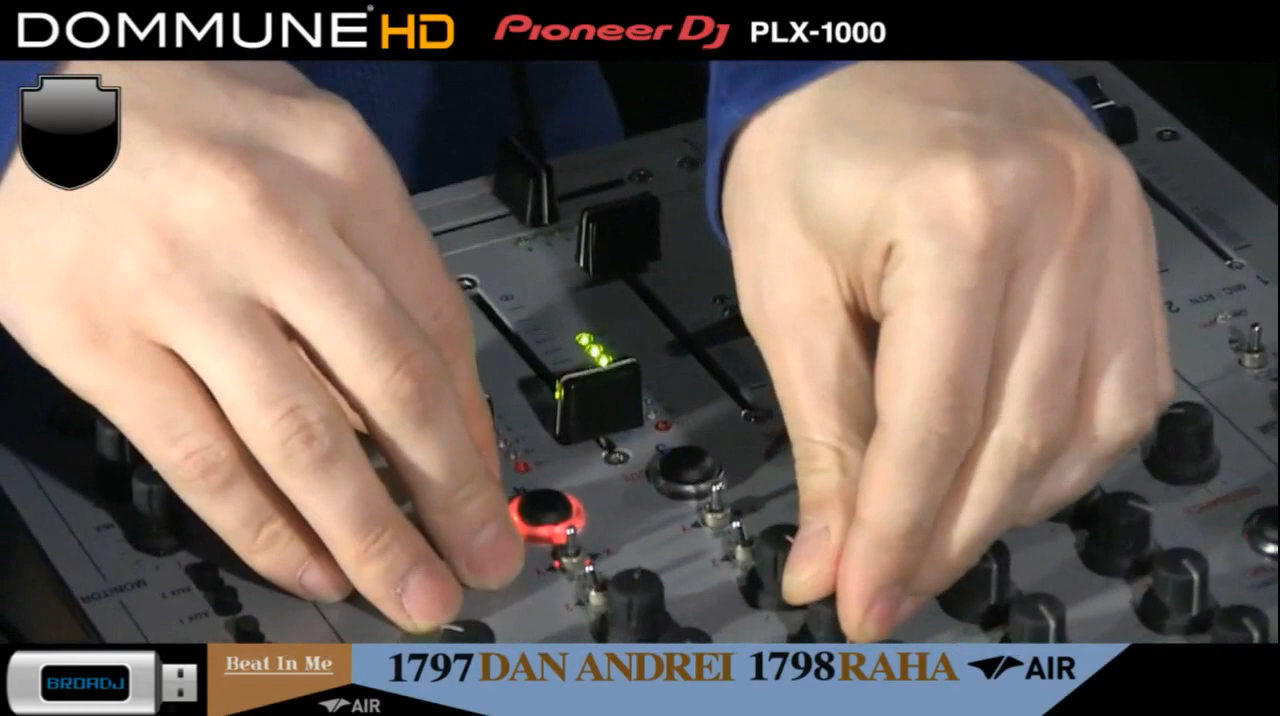 DOMMUNE HD Pioneer Dj PLX-1000
MONITOR
BROADJ
Beat In Me
1797 DAN ANDREI 1798 RAHA AIR
AIR